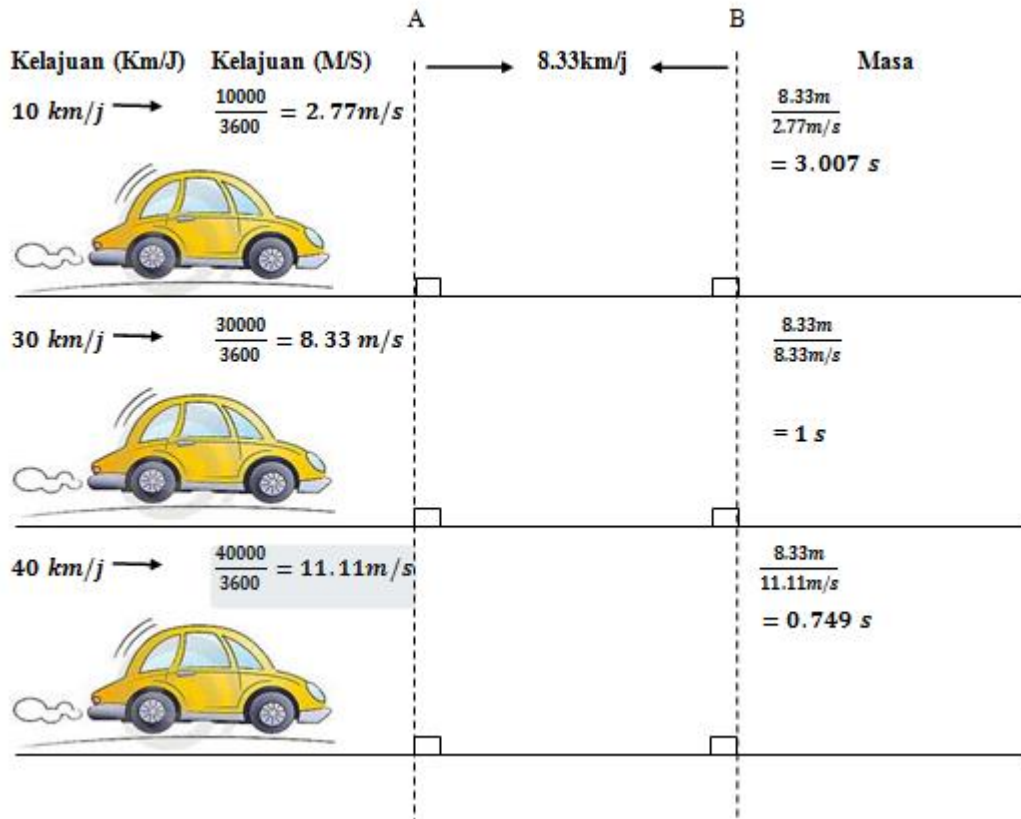 A B
Kelajuan (Km/J) Kelajuan (M/S) 8.33km/j Masa
10 km/j → 10000/3600 = 2.77m/s 8.33m/2.77m/s
= 3.007 s
30 km/j → 30000/3600 = 8.33 m/s 8.33m/8.33m/s
= 1 s
40 km/j → 40000/3600 = 11.11m/s 8.33m/11.11m/s
= 0.749 s